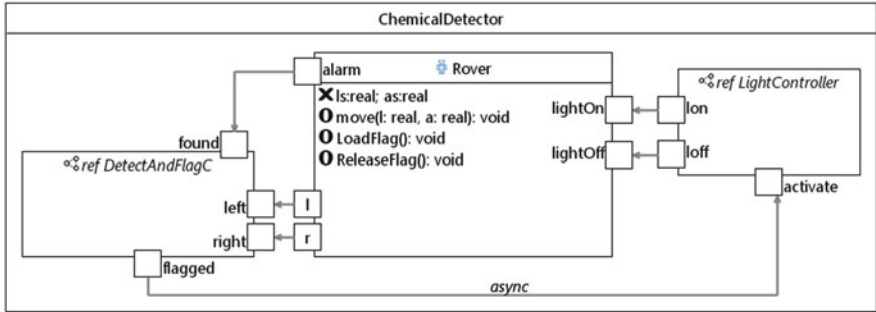 ChemicalDetector
alarm
Rover
ls:real; as:real
move(l: real, a: real): void
LoadFlag(): void
ReleaseFlag(): void
lightOn
lightOff
ref LightController
lon
loff
activate
found
ref DetectAndFlagC
left
l
right
r
flagged
async